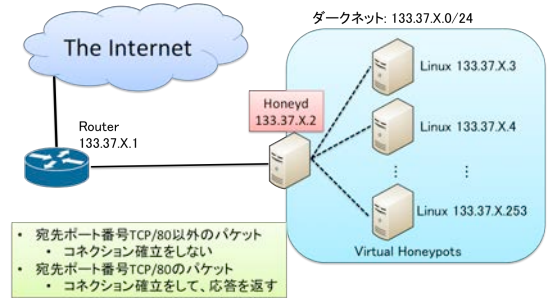 ダークネット: 133.37.X.0/24
The Internet
Linux 133.37.X.3
Honeyd
133.37.X.2
Linux 133.37.X.4
Router
133.37.X.1
⋮ ⋮
Linux 133.37.X.253
Virtual Honeypots
• 宛先ポート番号TCP/80以外のパケット
• コネクション確立をしない
• 宛先ポート番号TCP/80のパケット
• コネクション確立をして、応答を返す